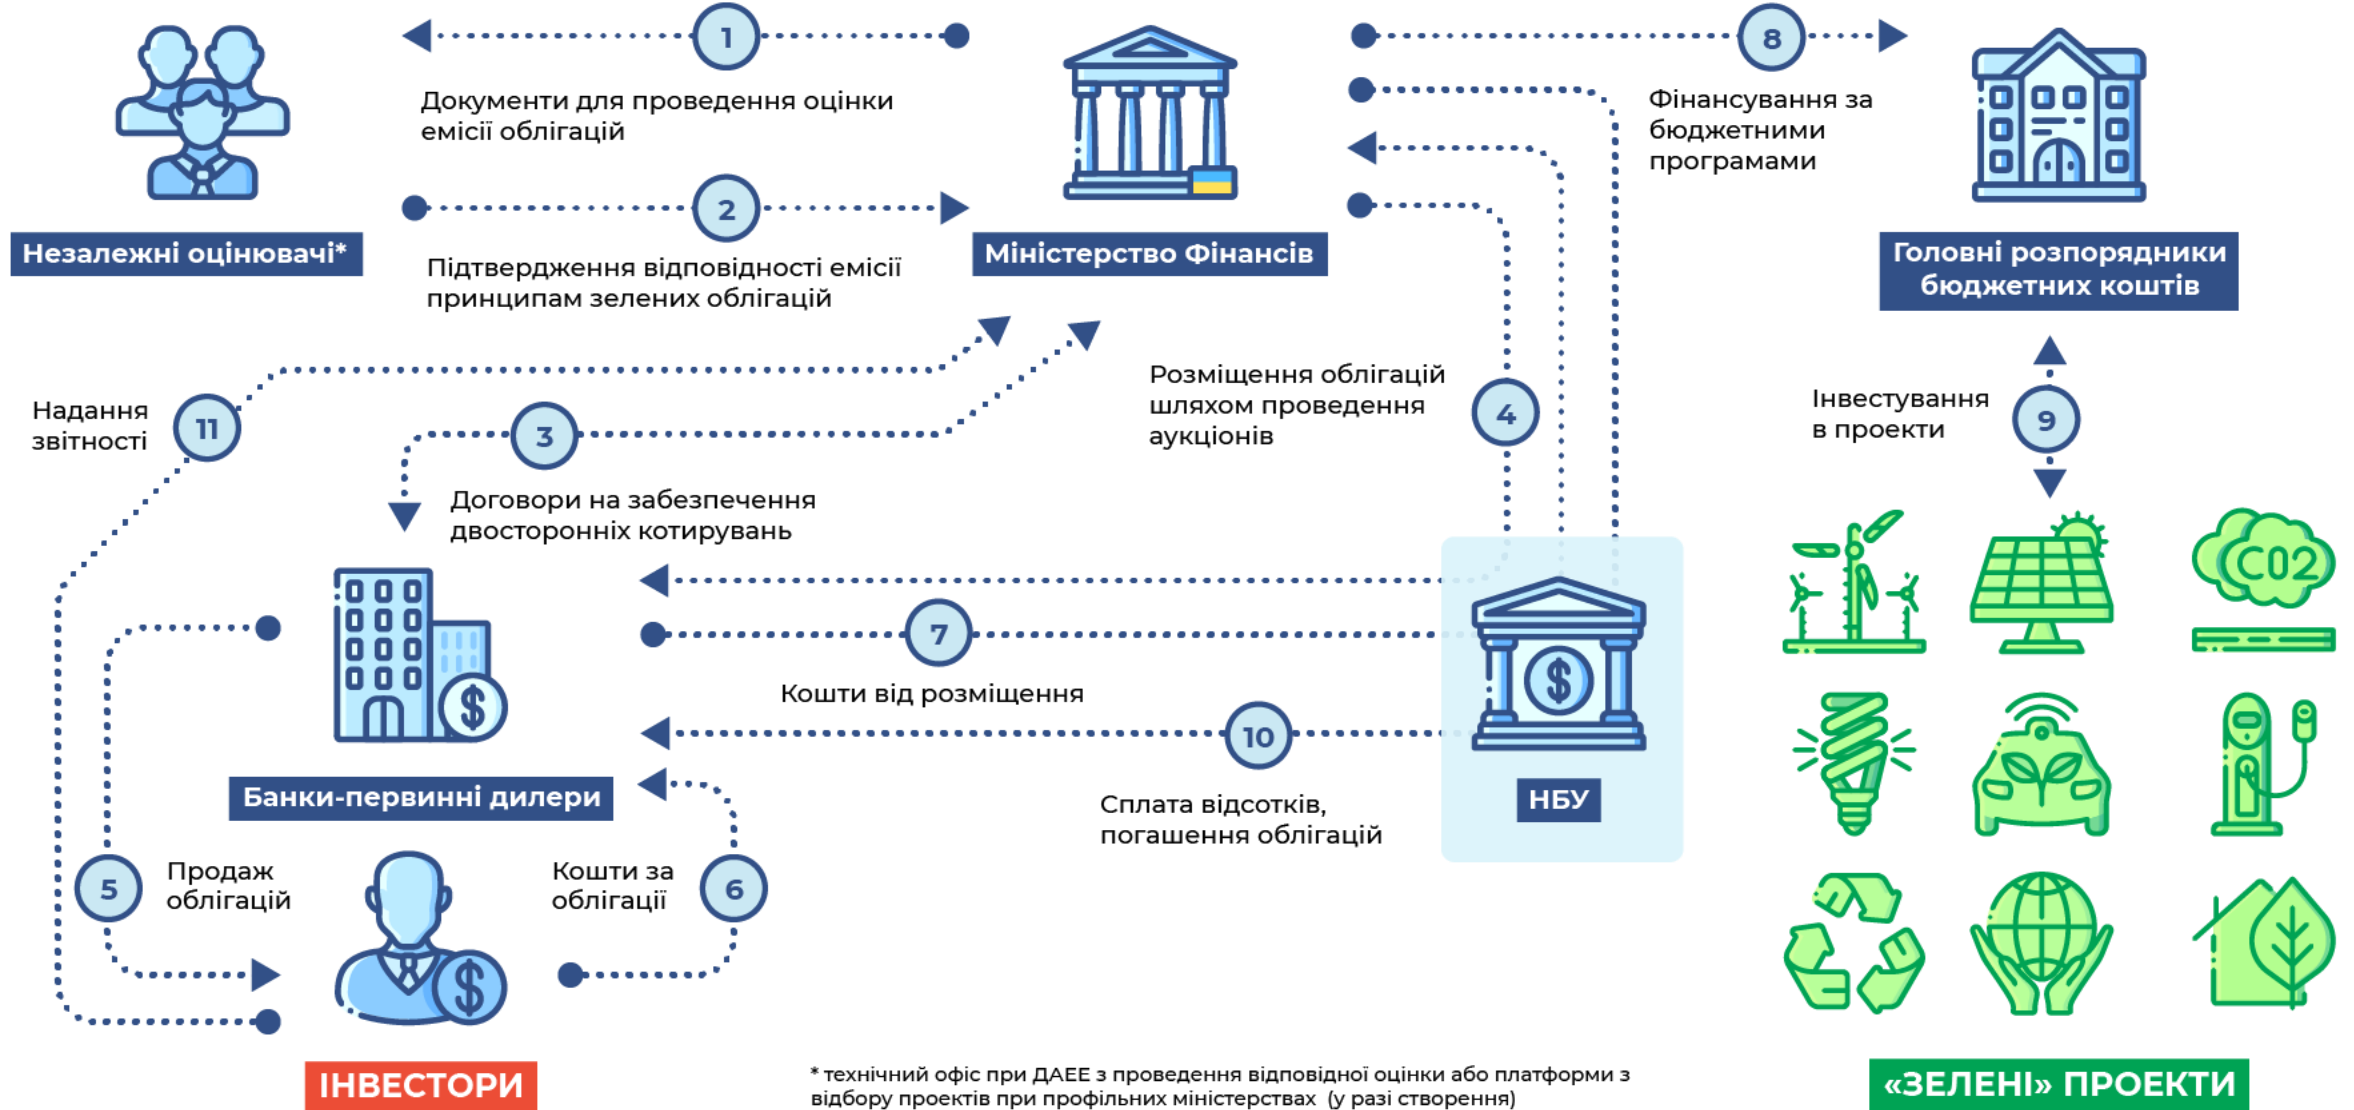 1
Документи для проведення оцінки
емісії облігацій
2
Підтвердження відповідності емісії
принципам зелених облігацій
Незалежні оцінювачі*
Міністерство Фінансів
8
Фінансування за
бюджетними
програмами
Головні розпорядники
бюджетних коштів
11
Надання
звітності
3
Договори на забезпечення
двосторонніх котирувань
Розміщення облігацій
шляхом проведення
аукціонів
4
Інвестування
в проекти
9
7
Кошти від розміщення
10
Сплата відсотків,
погашення облігацій
$
$
НБУ
CO2
Банки-первинні дилери
5
Продаж
облігацій
Кошти за
облігації
6
$
ІНВЕСТОРИ
* технічний офіс при ДАЕЕ з проведення відповідної оцінки або платформи з
відбору проектів при профільних міністерствах (у разі створення)
«ЗЕЛЕНІ» ПРОЕКТИ